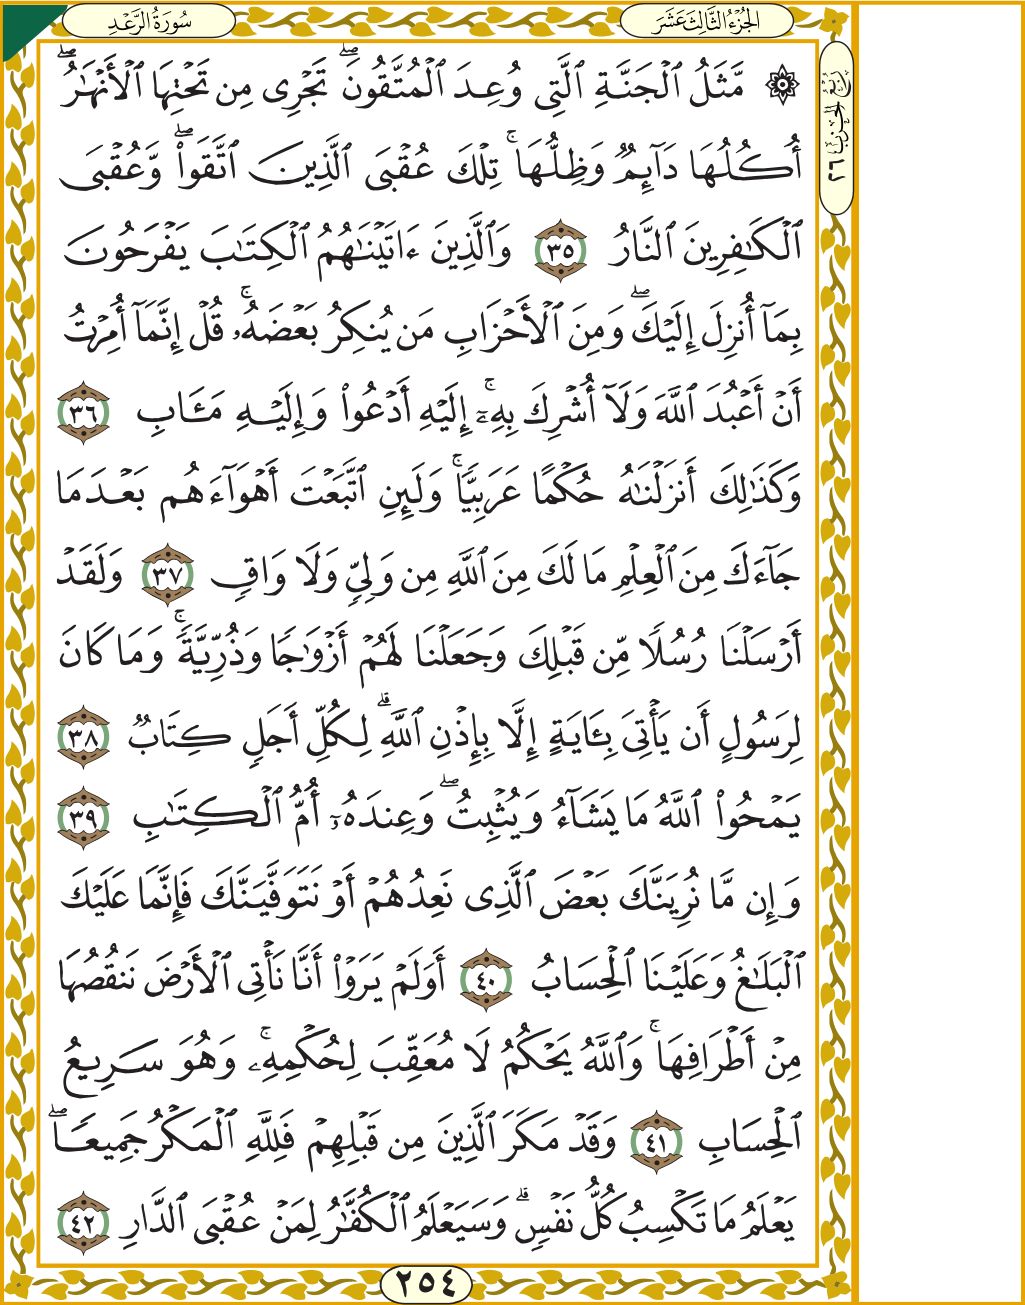 سُورَةُ الرَّعْدِ
الجُزْءُ الثَّالِثَ عَشَرَ
رُبْعُ الحِزْبِ ٢٦
۞ مَّثَلُ ٱلْجَنَّةِ ٱلَّتِى وُعِدَ ٱلْمُتَّقُونَ ۖ تَجْرِى مِن تَحْتِهَا ٱلْأَنْهَٰرُ ۖ
أُكُلُهَا دَآئِمٌ وَظِلُّهَا ۚ تِلْكَ عُقْبَى ٱلَّذِينَ ٱتَّقَوا۟ ۖ وَّعُقْبَى
ٱلْكَٰفِرِينَ ٱلنَّارُ ٣٥ وَٱلَّذِينَ ءَاتَيْنَٰهُمُ ٱلْكِتَٰبَ يَفْرَحُونَ
بِمَآ أُنزِلَ إِلَيْكَ ۖ وَمِنَ ٱلْأَحْزَابِ مَن يُنكِرُ بَعْضَهُۥ ۚ قُلْ إِنَّمَآ أُمِرْتُ
أَنْ أَعْبُدَ ٱللَّهَ وَلَآ أُشْرِكَ بِهِۦٓ ۚ إِلَيْهِ أَدْعُوا۟ وَإِلَيْهِ مَـَٔابِ ٣٦
وَكَذَٰلِكَ أَنزَلْنَٰهُ حُكْمًا عَرَبِيًّا ۚ وَلَئِنِ ٱتَّبَعْتَ أَهْوَآءَهُم بَعْدَمَا
جَآءَكَ مِنَ ٱلْعِلْمِ مَا لَكَ مِنَ ٱللَّهِ مِن وَلِىٍّ وَلَا وَاقٍ ٣٧ وَلَقَدْ
أَرْسَلْنَا رُسُلًا مِّن قَبْلِكَ وَجَعَلْنَا لَهُمْ أَزْوَٰجًا وَذُرِّيَّةً ۚ وَمَا كَانَ
لِرَسُولٍ أَن يَأْتِىَ بِـَٔايَةٍ إِلَّا بِإِذْنِ ٱللَّهِ ۗ لِكُلِّ أَجَلٍ كِتَابٌ ٣٨
يَمْحُوا۟ ٱللَّهُ مَا يَشَآءُ وَيُثْبِتُ ۖ وَعِندَهُۥٓ أُمُّ ٱلْكِتَٰبِ ٣٩
وَإِن مَّا نُرِيَنَّكَ بَعْضَ ٱلَّذِى نَعِدُهُمْ أَوْ نَتَوَفَّيَنَّكَ فَإِنَّمَا عَلَيْكَ
ٱلْبَلَٰغُ وَعَلَيْنَا ٱلْحِسَابُ ٤٠ أَوَلَمْ يَرَوْا۟ أَنَّا نَأْتِى ٱلْأَرْضَ نَنقُصُهَا
مِنْ أَطْرَافِهَا ۚ وَٱللَّهُ يَحْكُمُ لَا مُعَقِّبَ لِحُكْمِهِۦ ۚ وَهُوَ سَرِيعُ
ٱلْحِسَابِ ٤١ وَقَدْ مَكَرَ ٱلَّذِينَ مِن قَبْلِهِمْ فَلِلَّهِ ٱلْمَكْرُ جَمِيعًا ۖ
يَعْلَمُ مَا تَكْسِبُ كُلُّ نَفْسٍ ۗ وَسَيَعْلَمُ ٱلْكُفَّٰرُ لِمَنْ عُقْبَى ٱلدَّارِ ٤٢
٢٥٤